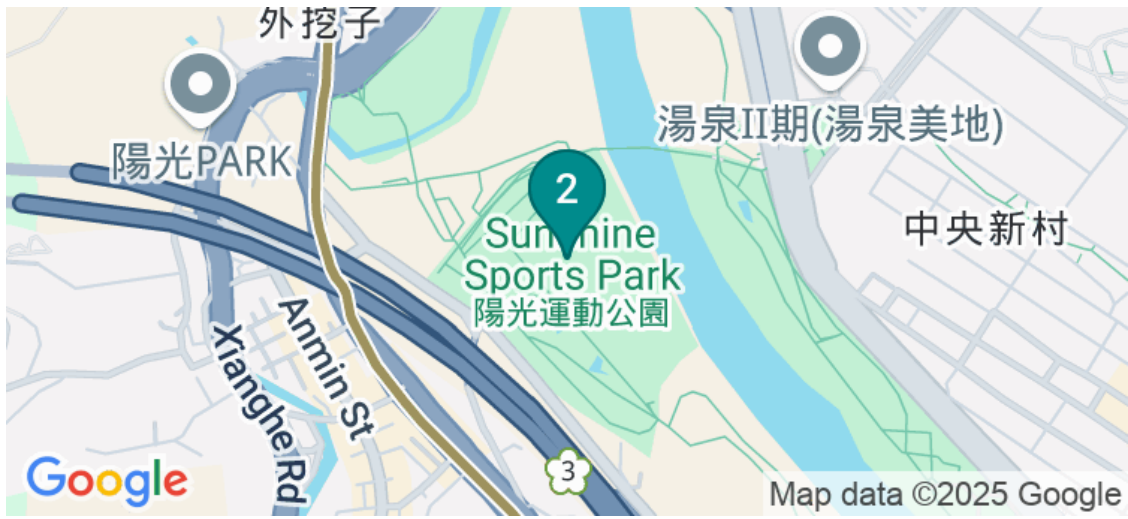 外挖子
陽光PARK
湯泉II期(湯泉美地)
2
Sunshine
Sports Park
陽光運動公園
中央新村
Anmin St
Xianghe Rd
3
Google
Map data ©2025 Google